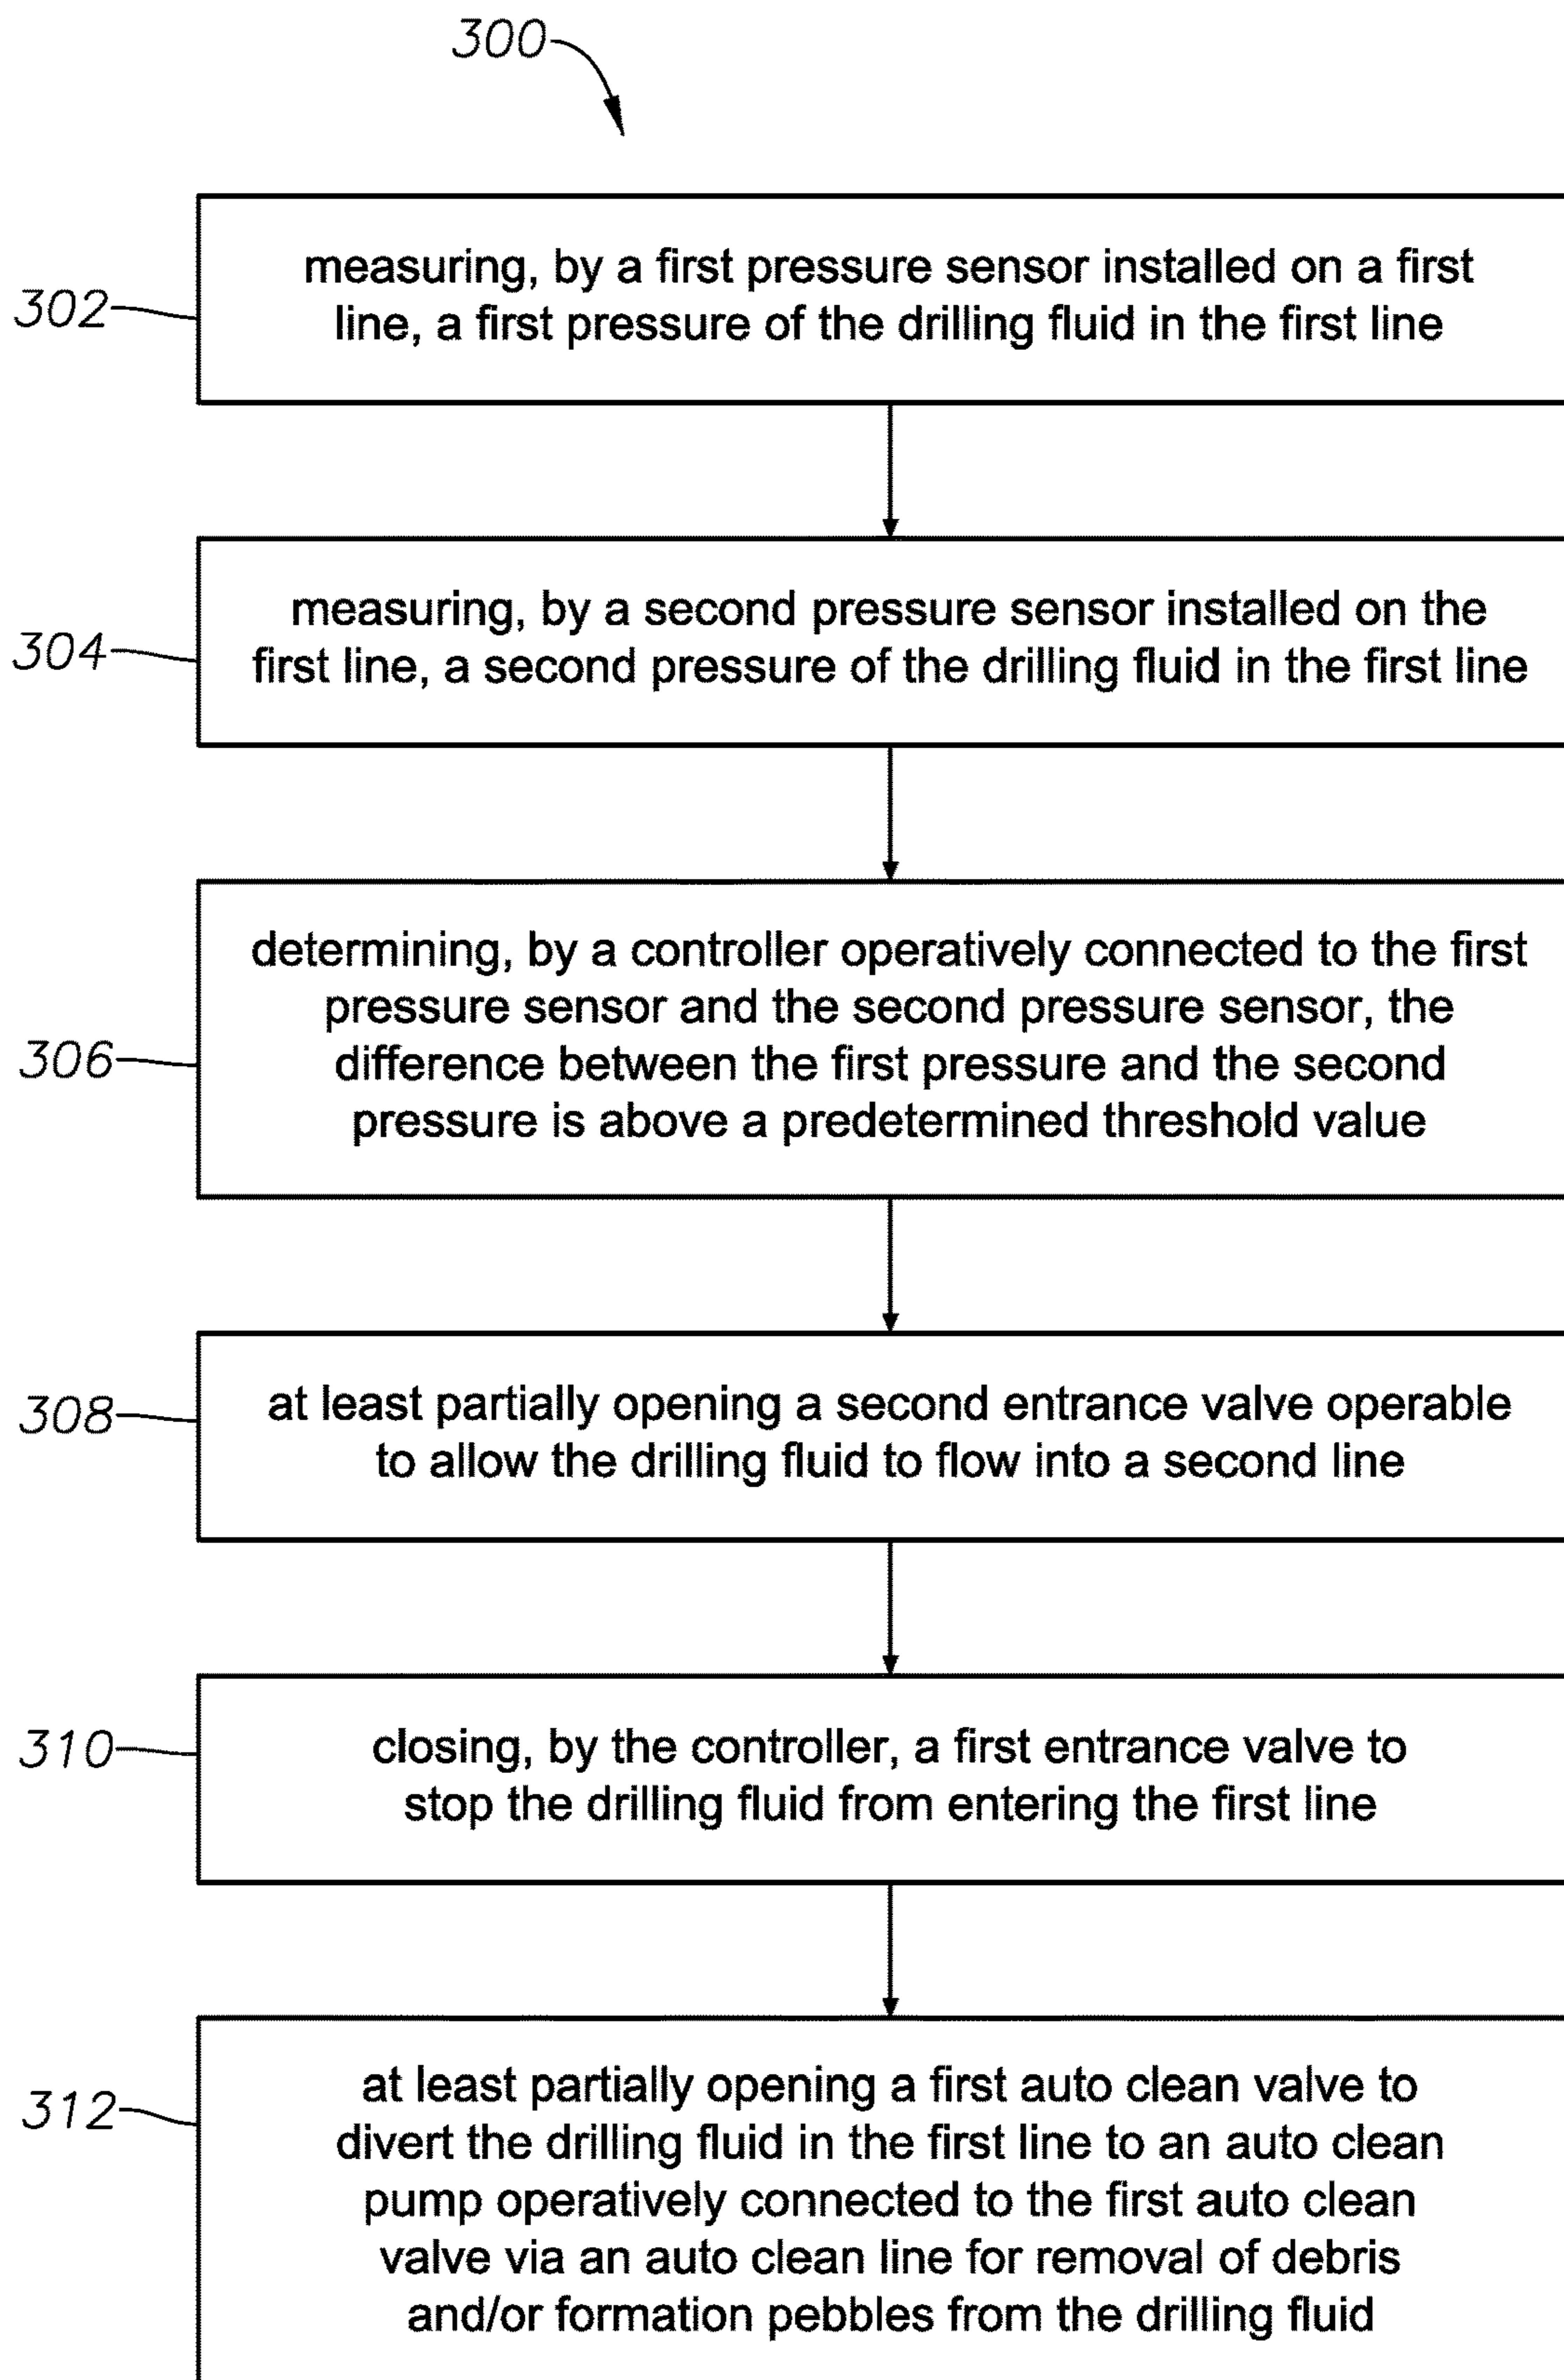 300
302
measuring, by a first pressure sensor installed on a first
line, a first pressure of the drilling fluid in the first line
304
measuring, by a second pressure sensor installed on the
first line, a second pressure of the drilling fluid in the first line
306
determining, by a controller operatively connected to the first
pressure sensor and the second pressure sensor, the
difference between the first pressure and the second
pressure is above a predetermined threshold value
308
at least partially opening a second entrance valve operable
to allow the drilling fluid to flow into a second line
310
closing, by the controller, a first entrance valve to
stop the drilling fluid from entering the first line
312
at least partially opening a first auto clean valve to
divert the drilling fluid in the first line to an auto clean
pump operatively connected to the first auto clean
valve via an auto clean line for removal of debris
and/or formation pebbles from the drilling fluid